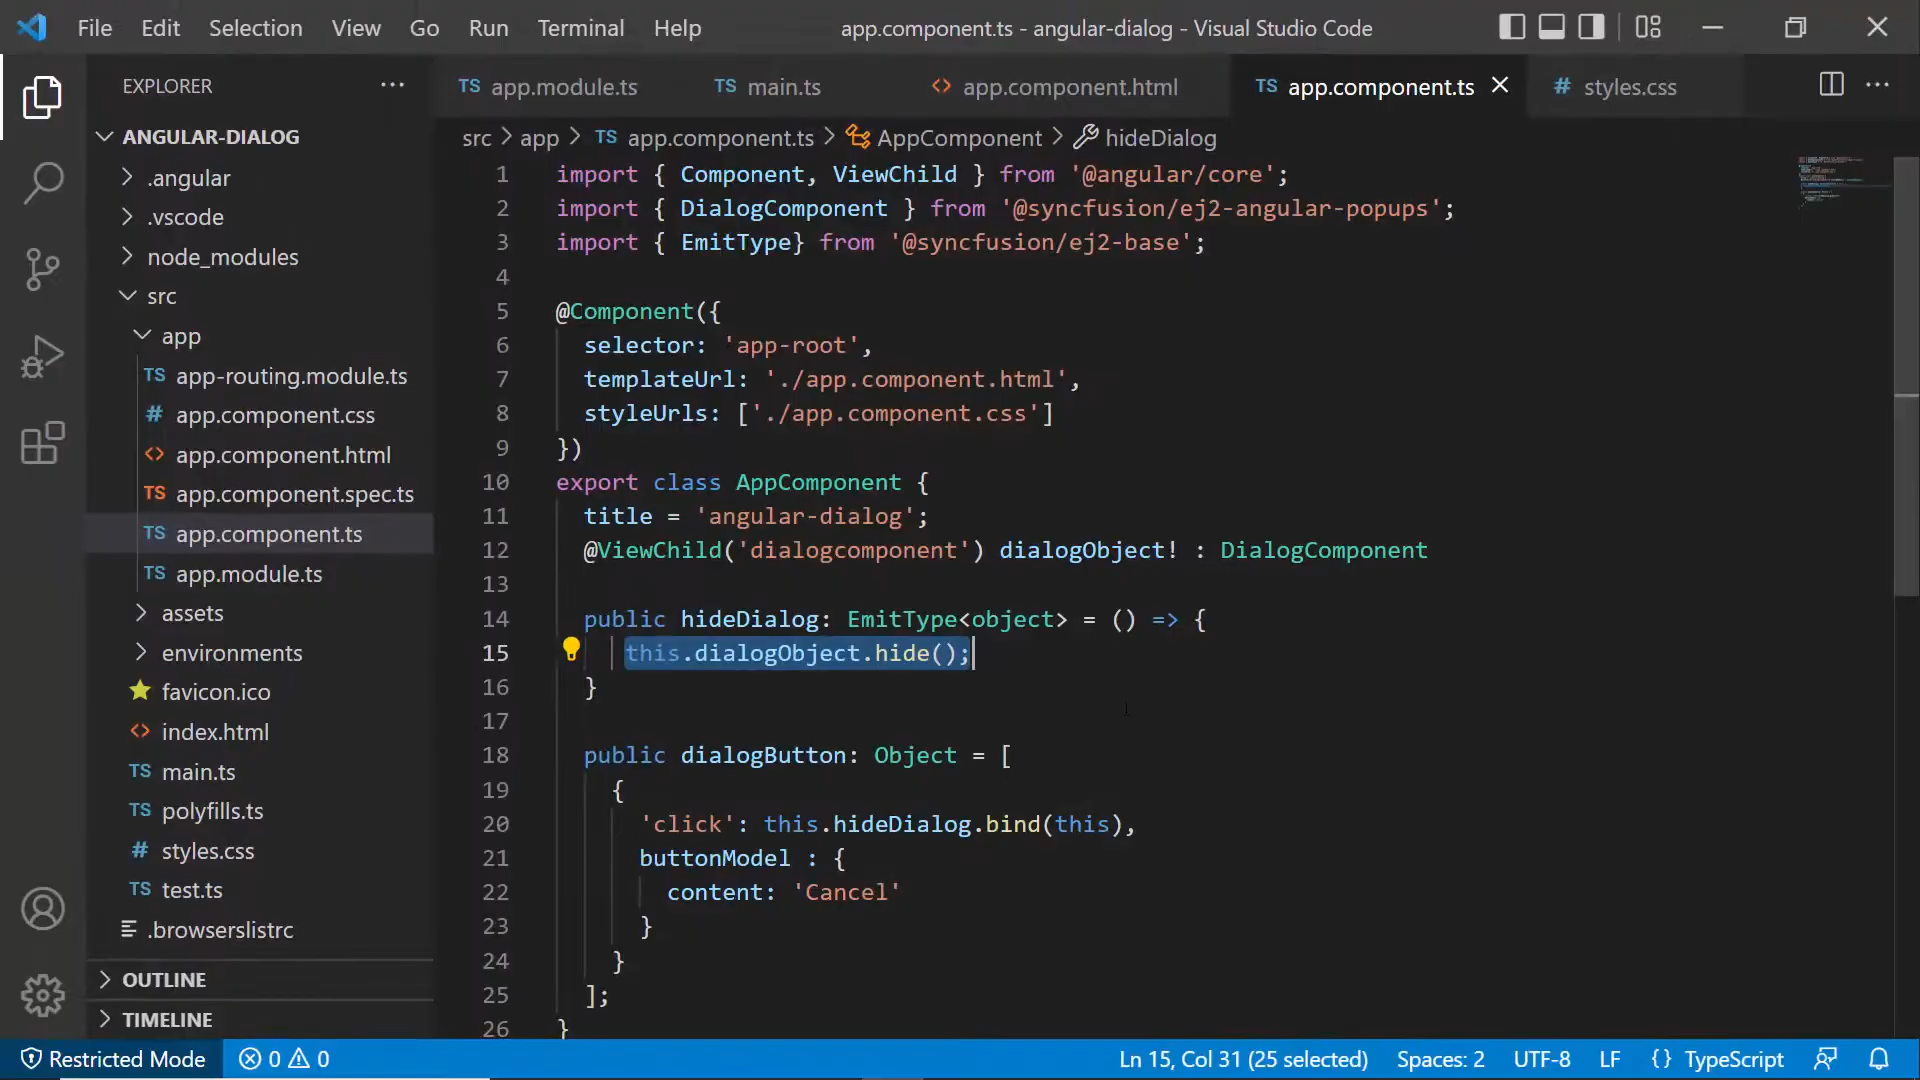 File Edit Selection View Go Run Terminal Help
app.component.ts - angular-dialog - Visual Studio Code
EXPLORER
ANGULAR-DIALOG
.angular
.vscode
node_modules
src
app
TS app-routing.module.ts
# app.component.css
<> app.component.html
TS app.component.spec.ts
TS app.component.ts
TS app.module.ts
assets
environments
favicon.ico
<> index.html
TS main.ts
TS polyfills.ts
# styles.css
TS test.ts
.browserslistrc
OUTLINE
TIMELINE
TS app.module.ts TS main.ts <> app.component.html TS app.component.ts # styles.css
src > app > TS app.component.ts > AppComponent > hideDialog
1 import { Component, ViewChild } from '@angular/core';
2 import { DialogComponent } from '@syncfusion/ej2-angular-popups';
3 import { EmitType} from '@syncfusion/ej2-base';
4
5 @Component({
6 selector: 'app-root',
7 templateUrl: './app.component.html',
8 styleUrls: ['./app.component.css']
9 })
10 export class AppComponent {
11 title = 'angular-dialog';
12 @ViewChild('dialogcomponent') dialogObject! : DialogComponent
13
14 public hideDialog: EmitType<object> = () => {
15 this.dialogObject.hide();
16 }
17
18 public dialogButton: Object = [
19 {
20 'click': this.hideDialog.bind(this),
21 buttonModel : {
22 content: 'Cancel'
23 }
24 }
25 ];
26 }
Restricted Mode 0 0 Ln 15, Col 31 (25 selected) Spaces: 2 UTF-8 LF {} TypeScript